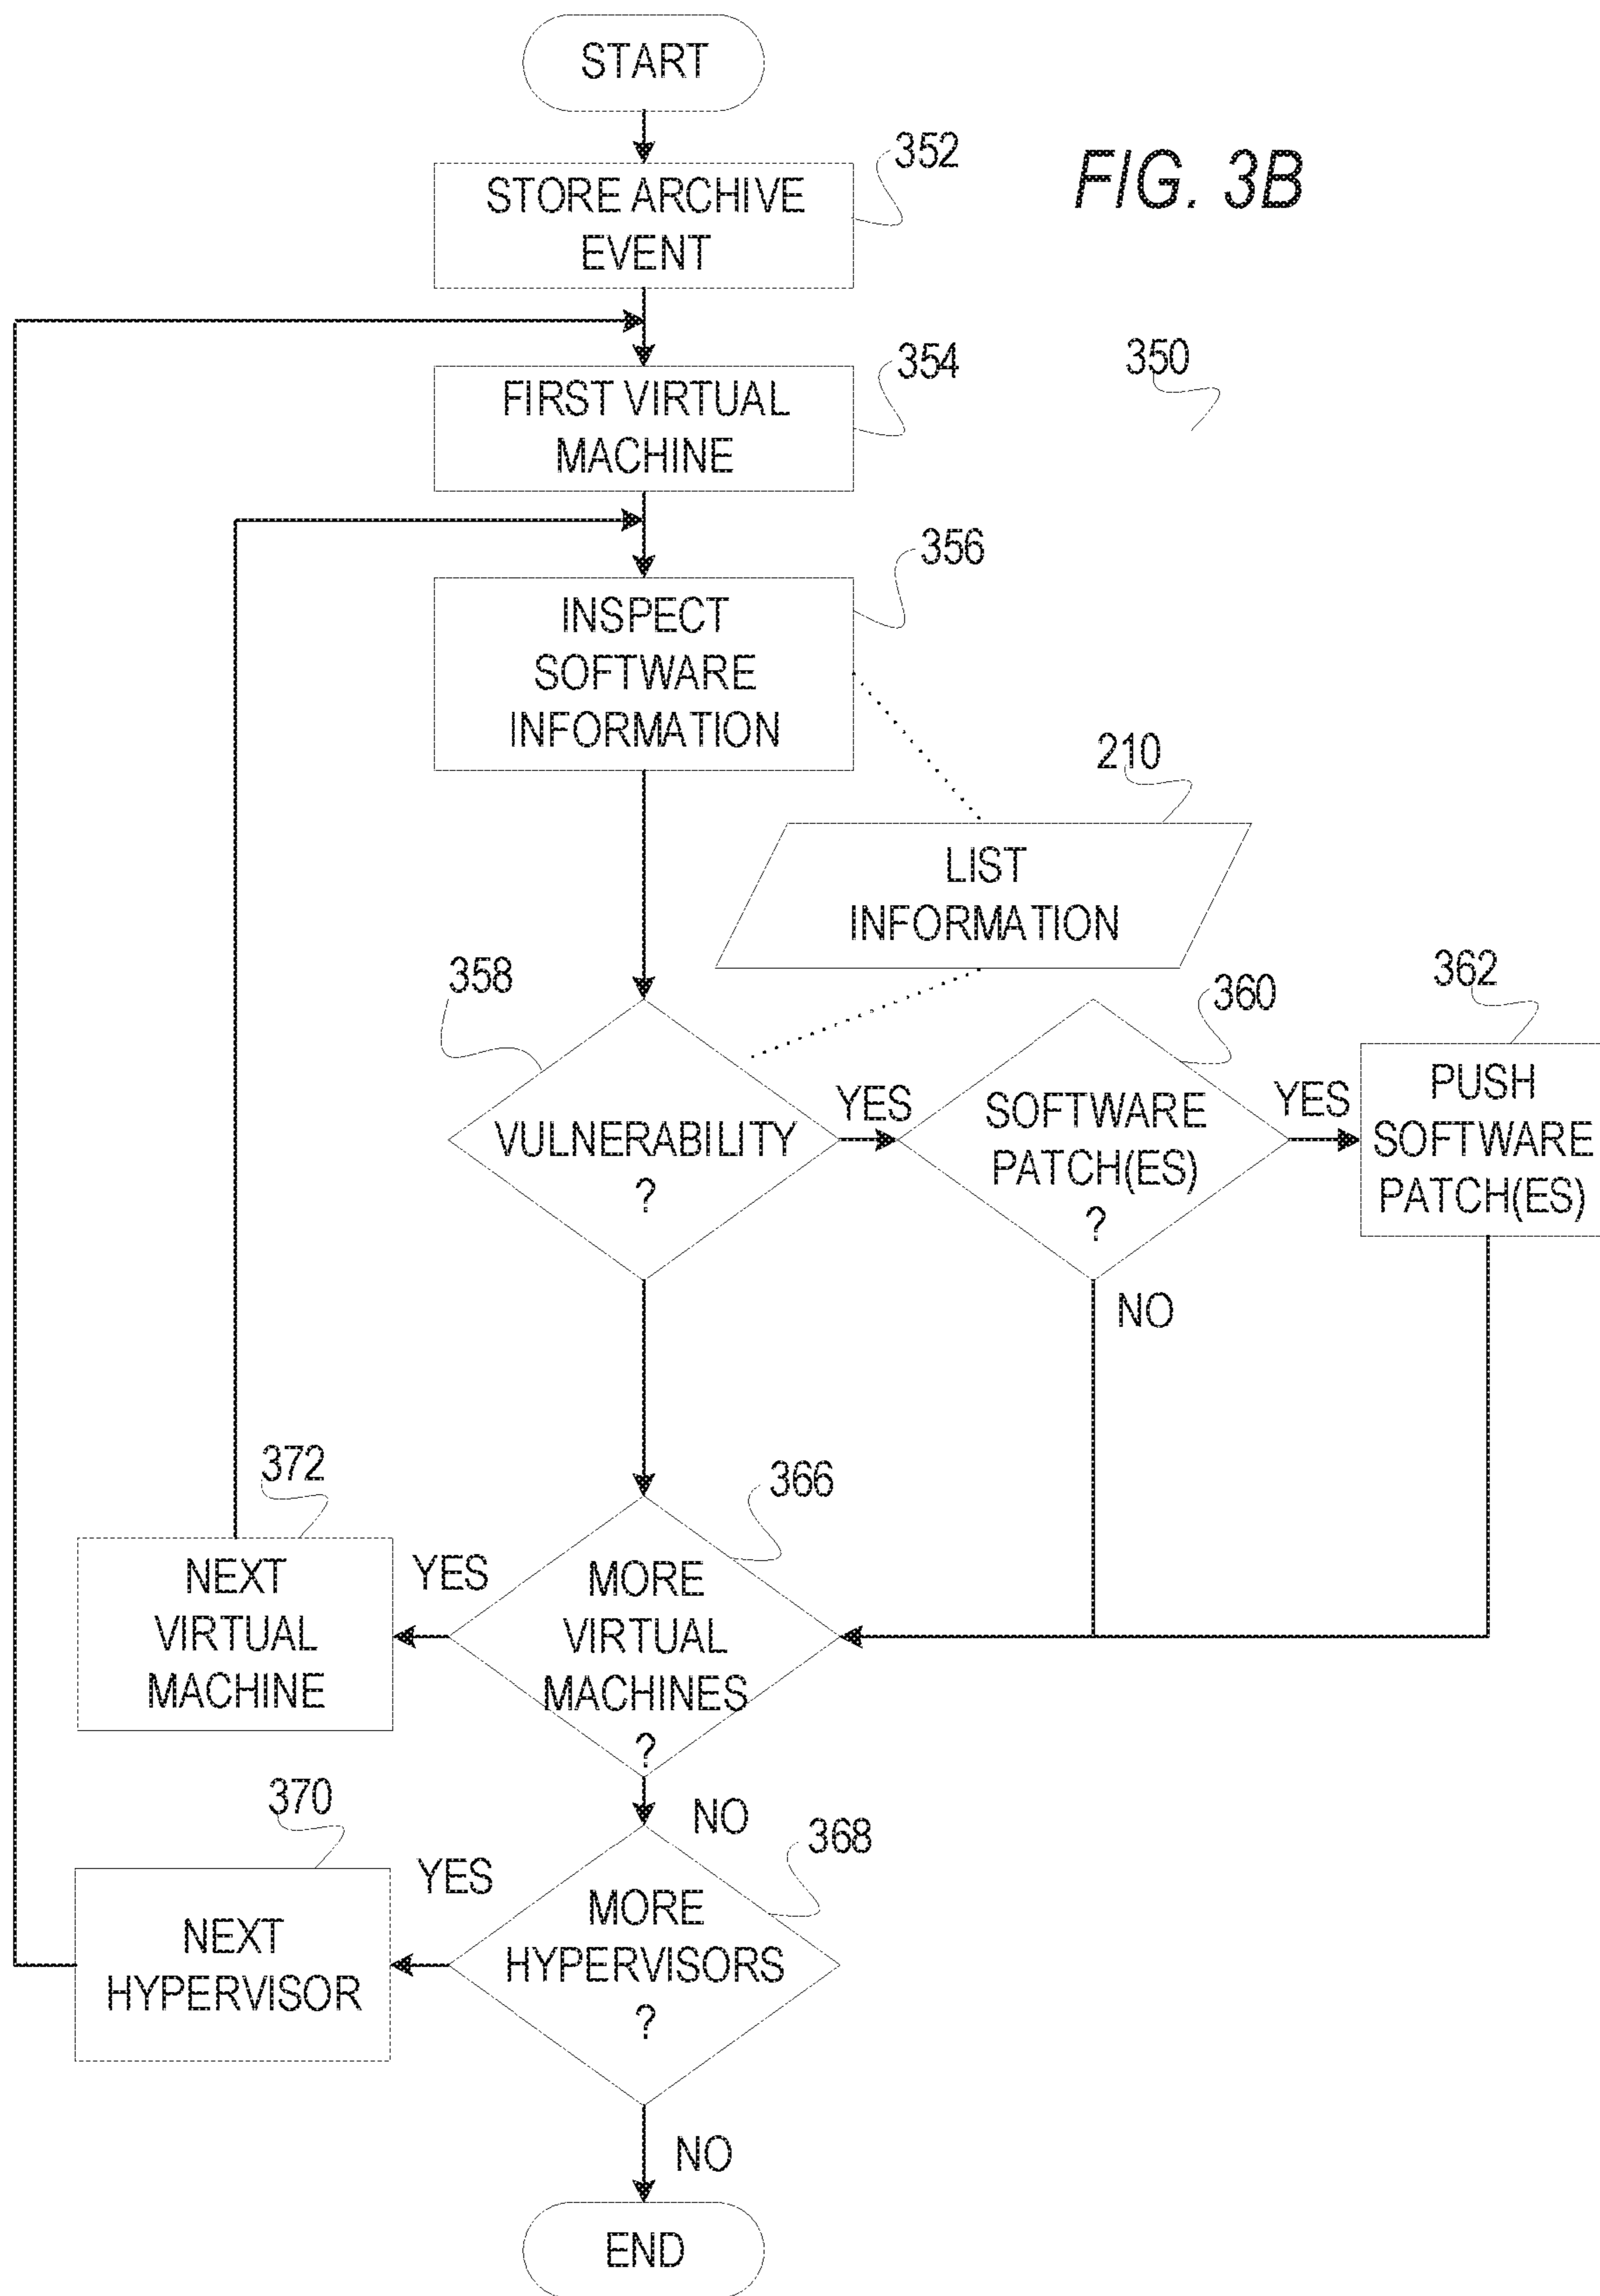 START
352
FIG. 3B
STORE ARCHIVE
EVENT
354
350
FIRST VIRTUAL
MACHINE
356
INSPECT
SOFTWARE
INFORMATION
210
LIST
INFORMATION
358
360
362
VULNERABILITY
?
YES
SOFTWARE
PATCH(ES)
?
YES
PUSH
SOFTWARE
PATCH(ES)
NO
372
366
NEXT
VIRTUAL
MACHINE
YES
MORE
VIRTUAL
MACHINES
?
NO
370
368
NEXT
HYPERVISOR
YES
MORE
HYPERVISORS
?
NO
END